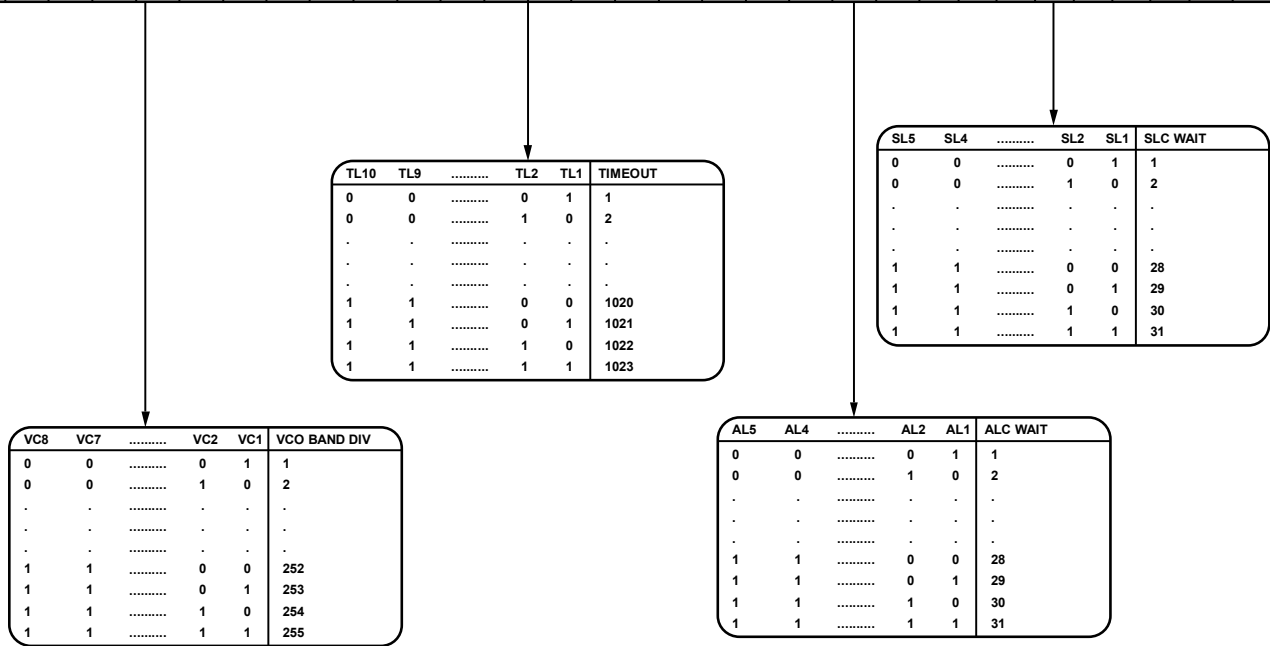 SL5 SL4 .......... SL2 SL1 SLC WAIT
0 0 .......... 0 1 1
0 0 .......... 1 0 2
. . .......... . . .
. . .......... . . .
. . .......... . . .
1 1 .......... 0 0 28
1 1 .......... 0 1 29
1 1 .......... 1 0 30
1 1 .......... 1 1 31
TL10 TL9 .......... TL2 TL1 TIMEOUT
0 0 .......... 0 1 1
0 0 .......... 1 0 2
. . .......... . . .
. . .......... . . .
. . .......... . . .
1 1 .......... 0 0 1020
1 1 .......... 0 1 1021
1 1 .......... 1 0 1022
1 1 .......... 1 1 1023
VC8 VC7 .......... VC2 VC1 VCO BAND DIV
0 0 .......... 0 1 1
0 0 .......... 1 0 2
. . .......... . . .
. . .......... . . .
. . .......... . . .
1 1 .......... 0 0 252
1 1 .......... 0 1 253
1 1 .......... 1 0 254
1 1 .......... 1 1 255
AL5 AL4 .......... AL2 AL1 ALC WAIT
0 0 .......... 0 1 1
0 0 .......... 1 0 2
. . .......... . . .
. . .......... . . .
. . .......... . . .
1 1 .......... 0 0 28
1 1 .......... 0 1 29
1 1 .......... 1 0 30
1 1 .......... 1 1 31